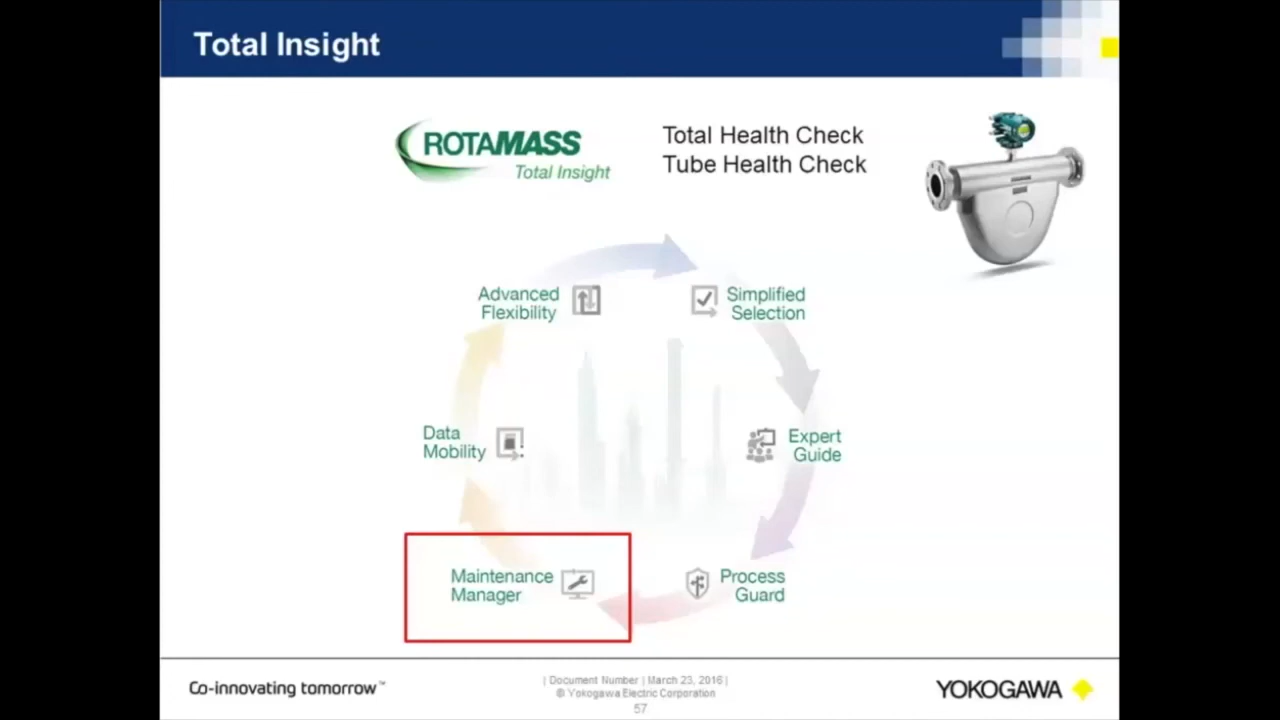 Total Insight
ROTAMASS
Total Insight
Total Health Check
Tube Health Check
Advanced
Flexibility
Simplified
Selection
Data
Mobility
Expert
Guide
Maintenance
Manager
Process
Guard
Co-innovating tomorrow™
| Document Number | March 23, 2016 |
© Yokogawa Electric Corporation
57
YOKOGAWA